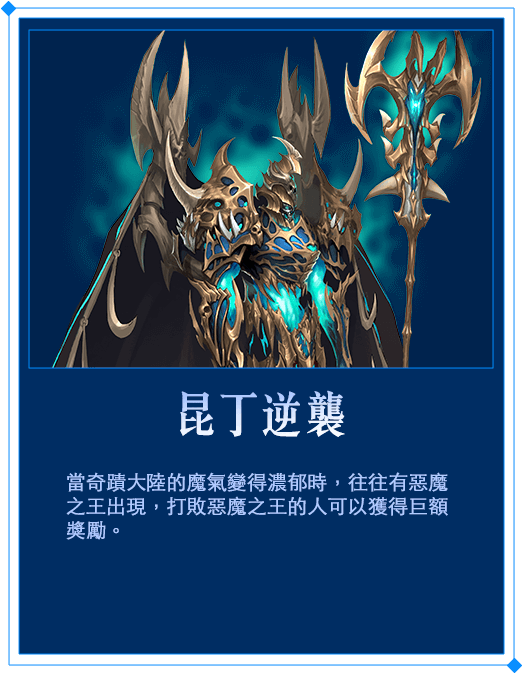 昆丁逆襲
當奇蹟大陸的魔氣變得濃郁時，往往有惡魔
之王出現，打敗惡魔之王的人可以獲得巨額
獎勵。